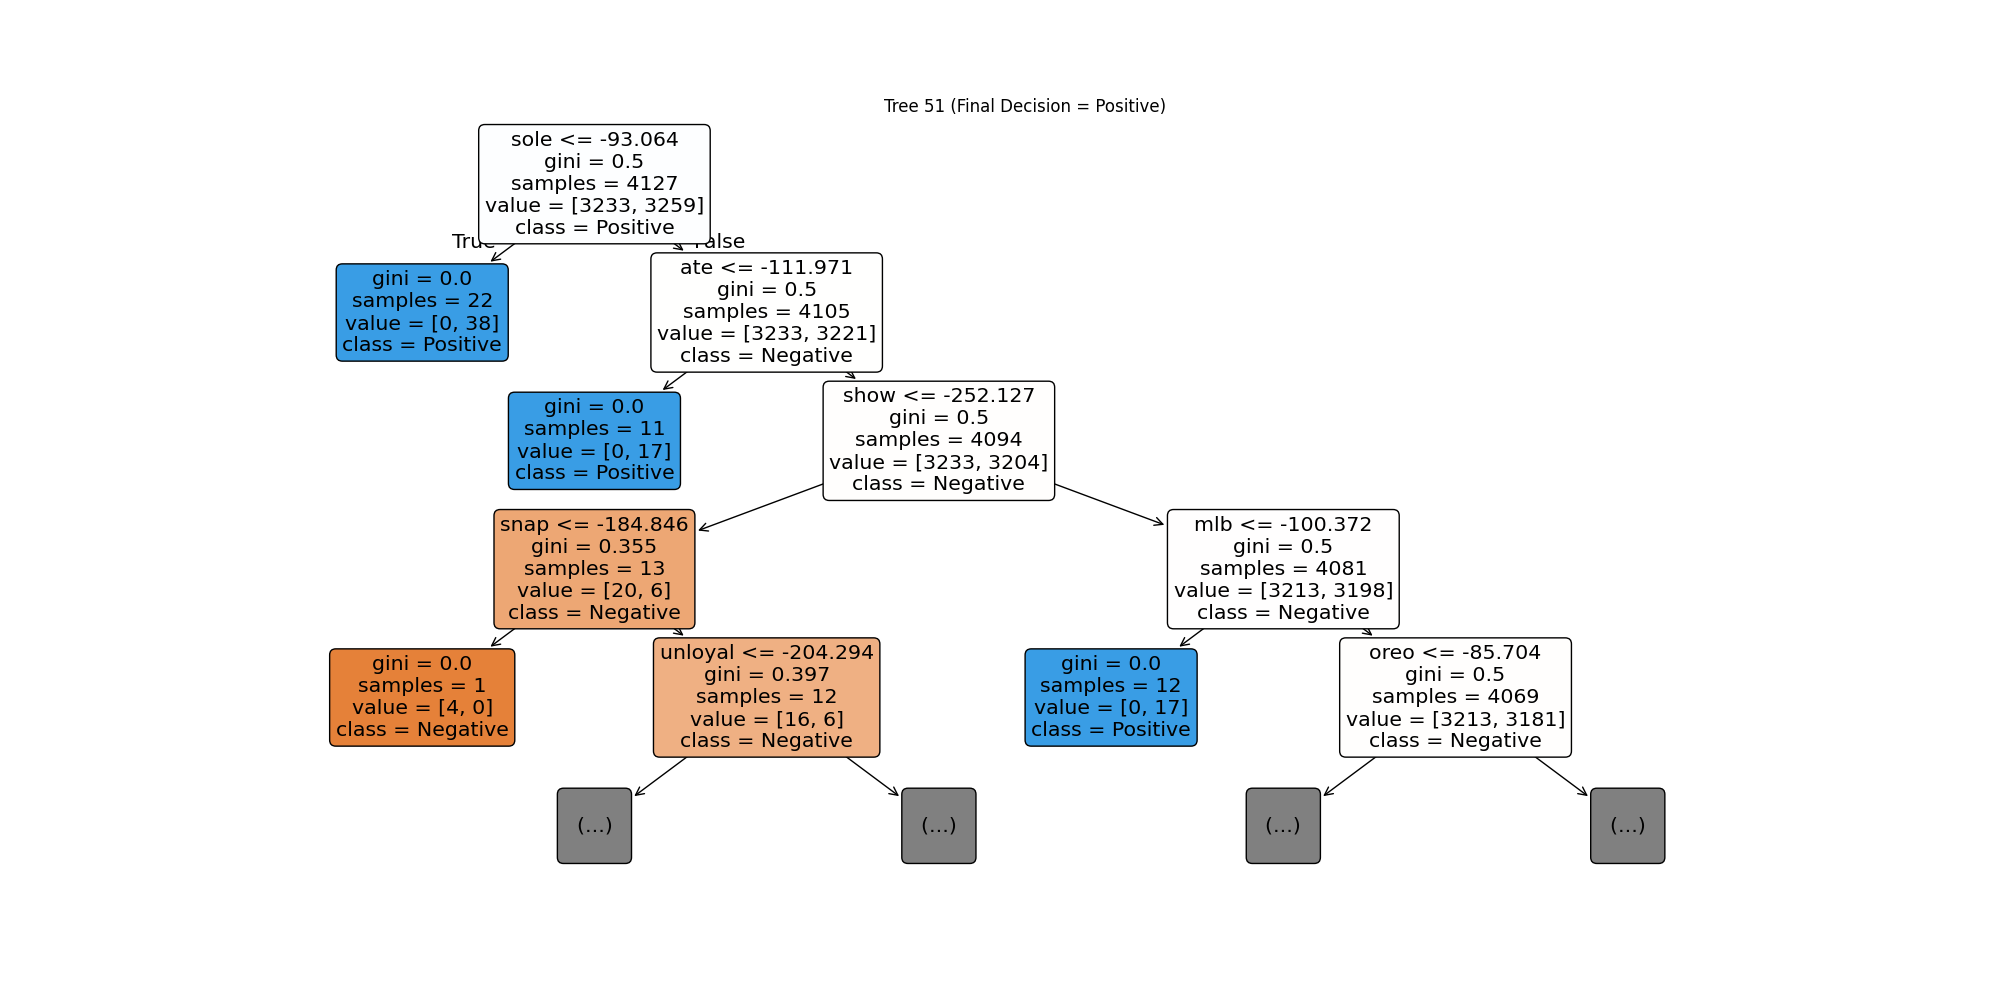 Tree 51 (Final Decision = Positive)
sole <= -93.064
gini = 0.5
samples = 4127
value = [3233, 3259]
class = Positive
True
False
gini = 0.0
samples = 22
value = [0, 38]
class = Positive
ate <= -111.971
gini = 0.5
samples = 4105
value = [3233, 3221]
class = Negative
gini = 0.0
samples = 11
value = [0, 17]
class = Positive
show <= -252.127
gini = 0.5
samples = 4094
value = [3233, 3204]
class = Negative
snap <= -184.846
gini = 0.355
samples = 13
value = [20, 6]
class = Negative
mlb <= -100.372
gini = 0.5
samples = 4081
value = [3213, 3198]
class = Negative
gini = 0.0
samples = 1
value = [4, 0]
class = Negative
unloyal <= -204.294
gini = 0.397
samples = 12
value = [16, 6]
class = Negative
gini = 0.0
samples = 12
value = [0, 17]
class = Positive
oreo <= -85.704
gini = 0.5
samples = 4069
value = [3213, 3181]
class = Negative
(...)
(...)
(...)
(...)